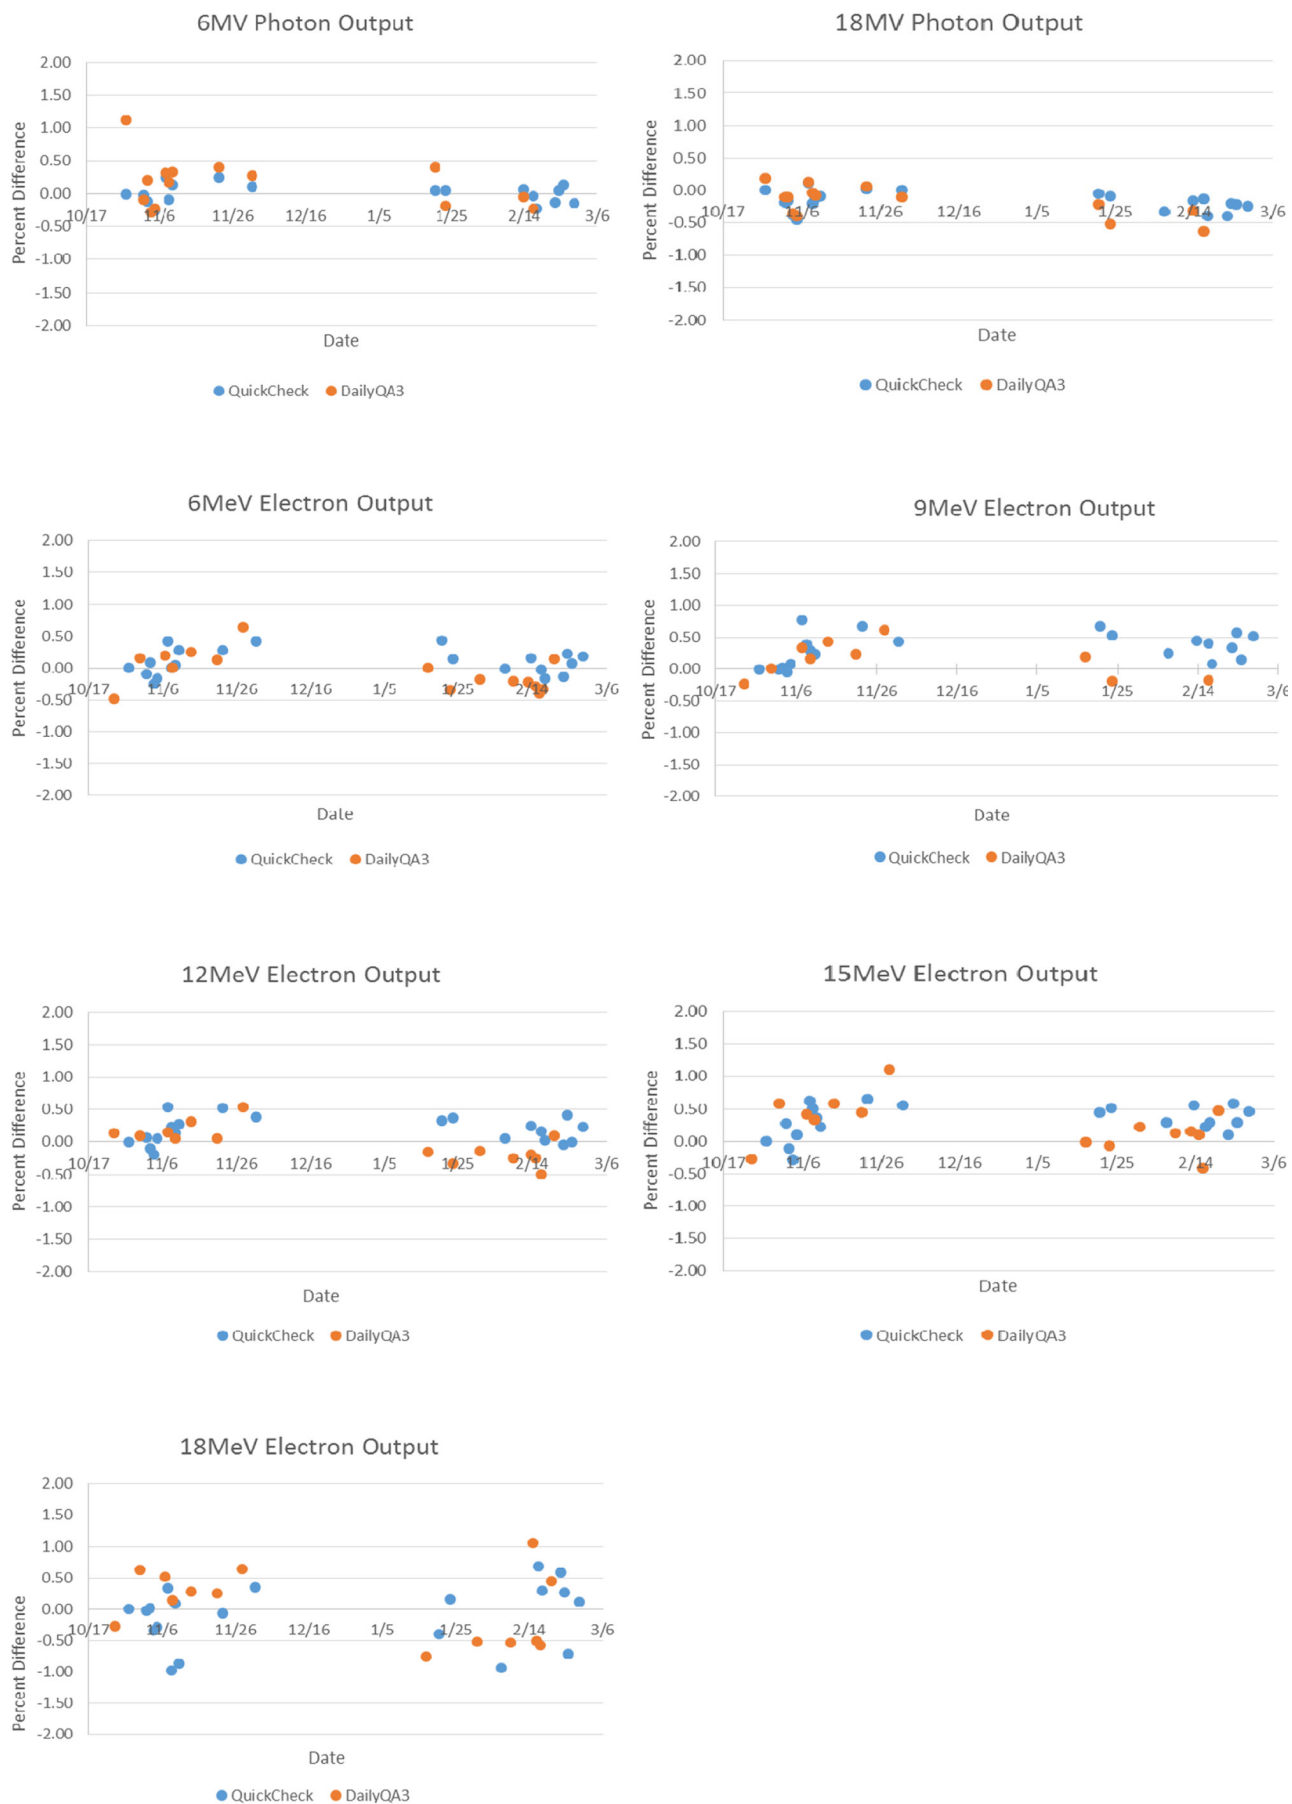 6MV Photon Output
2.00
1.50
1.00
0.50
0.00
-0.50
-1.00
-1.50
-2.00
10/17 11/6 11/26 12/16 1/5 1/25 2/14 3/6
Percent Difference
Date
QuickCheck DailyQA3
18MV Photon Output
2.00
1.50
1.00
0.50
0.00
-0.50
-1.00
-1.50
-2.00
10/17 11/6 11/26 12/16 1/5 1/25 2/14 3/6
Percent Difference
Date
QuickCheck DailyQA3
6MeV Electron Output
2.00
1.50
1.00
0.50
0.00
-0.50
-1.00
-1.50
-2.00
10/17 11/6 11/26 12/16 1/5 1/25 2/14 3/6
Percent Difference
Date
QuickCheck DailyQA3
9MeV Electron Output
2.00
1.50
1.00
0.50
0.00
-0.50
-1.00
-1.50
-2.00
10/17 11/6 11/26 12/16 1/5 1/25 2/14 3/6
Percent Difference
Date
QuickCheck DailyQA3
12MeV Electron Output
2.00
1.50
1.00
0.50
0.00
-0.50
-1.00
-1.50
-2.00
10/17 11/6 11/26 12/16 1/5 1/25 2/14 3/6
Percent Difference
Date
QuickCheck DailyQA3
15MeV Electron Output
2.00
1.50
1.00
0.50
0.00
-0.50
-1.00
-1.50
-2.00
10/17 11/6 11/26 12/16 1/5 1/25 2/14 3/6
Percent Difference
Date
QuickCheck DailyQA3
18MeV Electron Output
2.00
1.50
1.00
0.50
0.00
-0.50
-1.00
-1.50
-2.00
10/17 11/6 11/26 12/16 1/5 1/25 2/14 3/6
Percent Difference
Date
QuickCheck DailyQA3